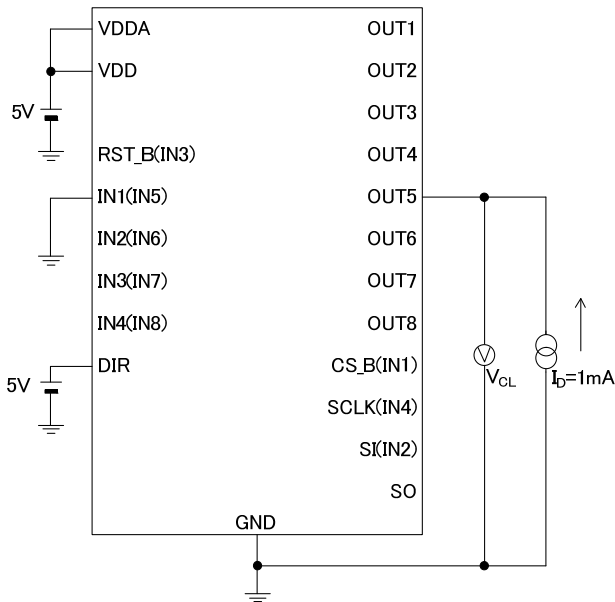 VDDA
OUT1
VDD
OUT2
5V
OUT3
RST_B(IN3)
OUT4
IN1(IN5)
OUT5
IN2(IN6)
OUT6
IN3(IN7)
OUT7
IN4(IN8)
OUT8
DIR
CS_B(IN1)
V
VCL
ID=1mA
5V
SCLK(IN4)
SI(IN2)
SO
GND